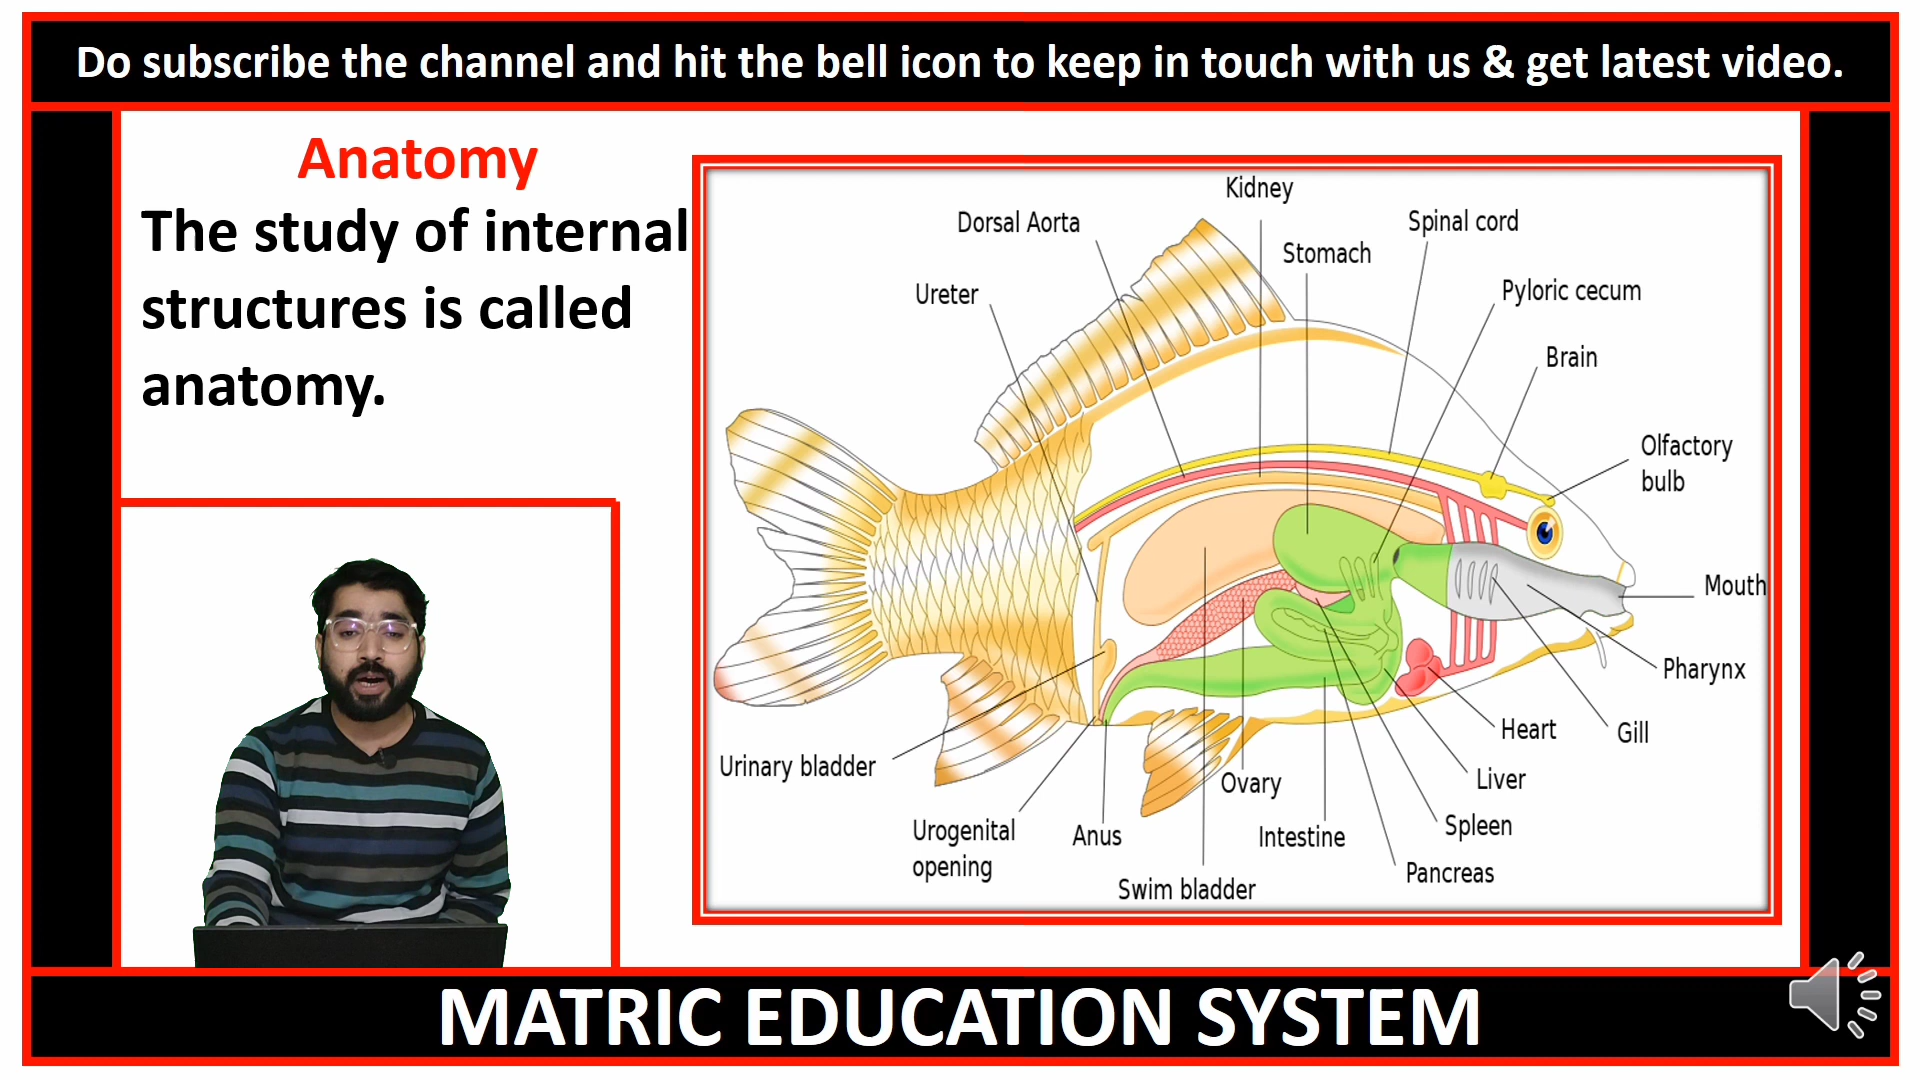 Do subscribe the channel and hit the bell icon to keep in touch with us & get latest video.
Anatomy
The study of internal
structures is called
anatomy.
Kidney
Dorsal Aorta
Spinal cord
Stomach
Ureter
Pyloric cecum
Brain
Olfactory
bulb
Mouth
Pharynx
Heart
Gill
Urinary bladder
Liver
Ovary
Spleen
Urogenital
opening
Anus
Intestine
Pancreas
Swim bladder
MATRIC EDUCATION SYSTEM